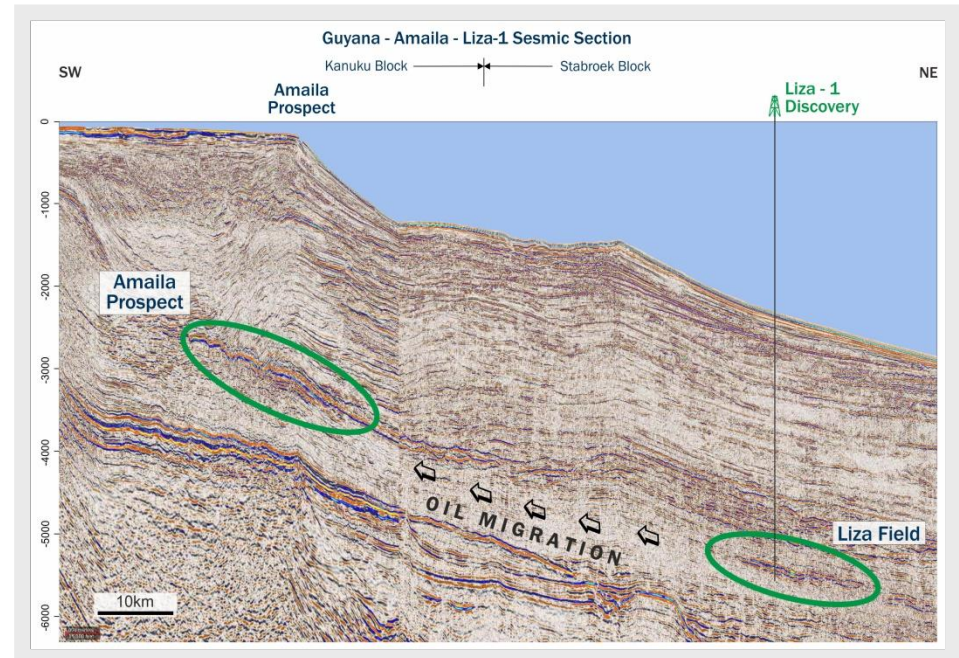 Guyana - Amaila - Liza-1 Sesmic Section
Kanuku Block
Stabroek Block
SW
NE
Amaila
Prospect
Liza - 1
Discovery
0
-1000
-2000
-3000
-4000
-5000
-6000
Amaila
Prospect
OIL MIGRATION
Liza Field
10km